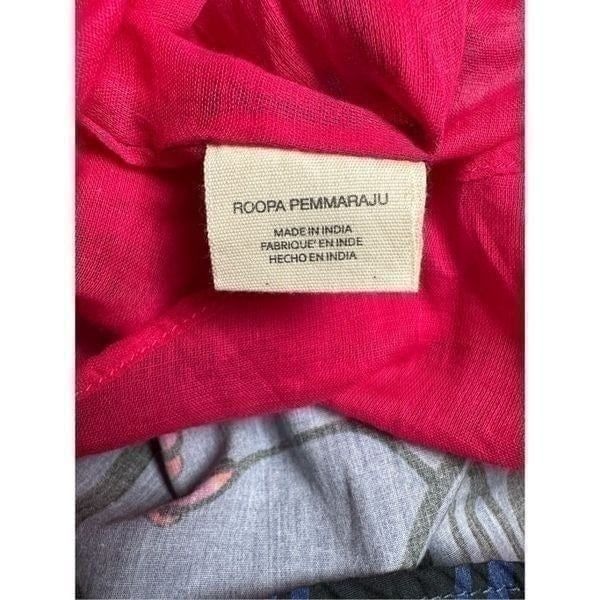 ROOPA PEMMARAJU
MADE IN INDIA
FABRIQUE' EN INDE
HECHO EN INDIA